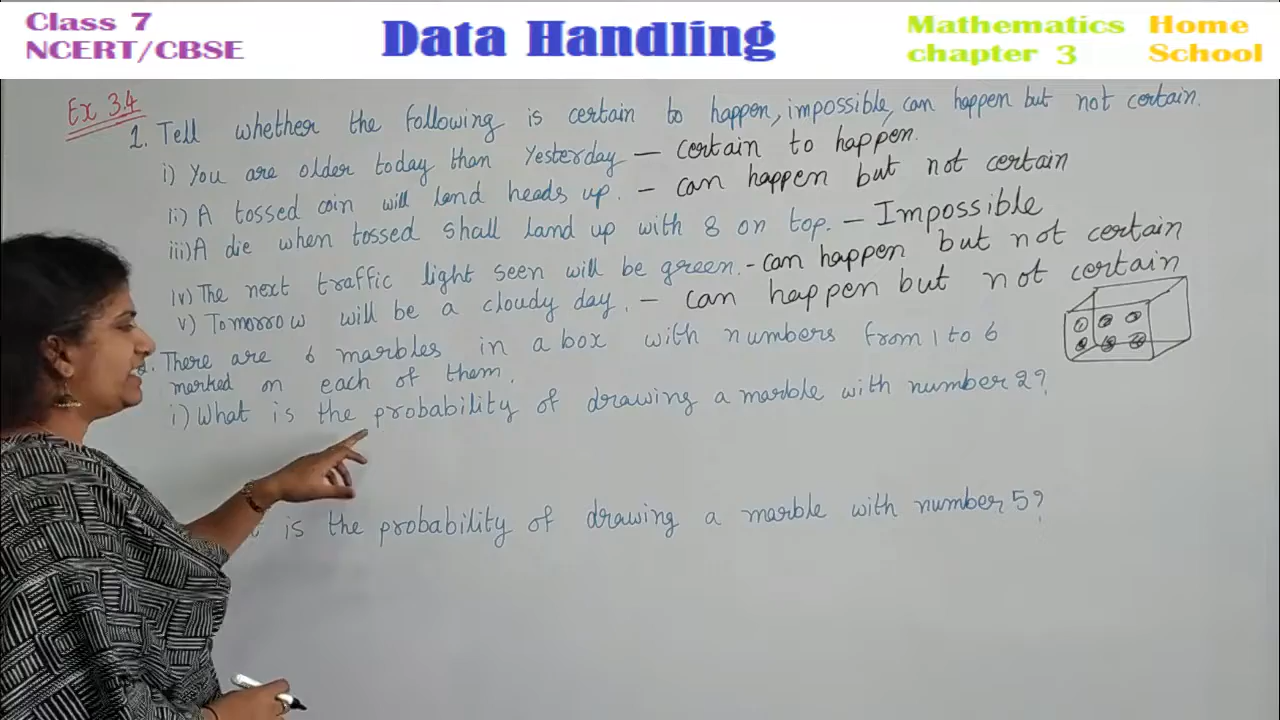 Class 7
NCERT/CBSE
Data Handling
Mathematics Home
chapter 3 School
Ex 3.4
1. Tell whether the following is certain to happen, impossible, can happen but not certain.
i) You are older today than Yesterday — certain to happen.
ii) A tossed coin will land heads up. — can happen but not certain
iii) A die when tossed shall land up with 8 on top. — Impossible
iv) The next traffic light seen will be green. - can happen but not certain
v) Tomorrow will be a cloudy day. — can happen but not certain
There are 6 marbles in a box with numbers from 1 to 6
marked on each of them.
i) What is the probability of drawing a marble with number 2?
is the probability of drawing a marble with number 5?